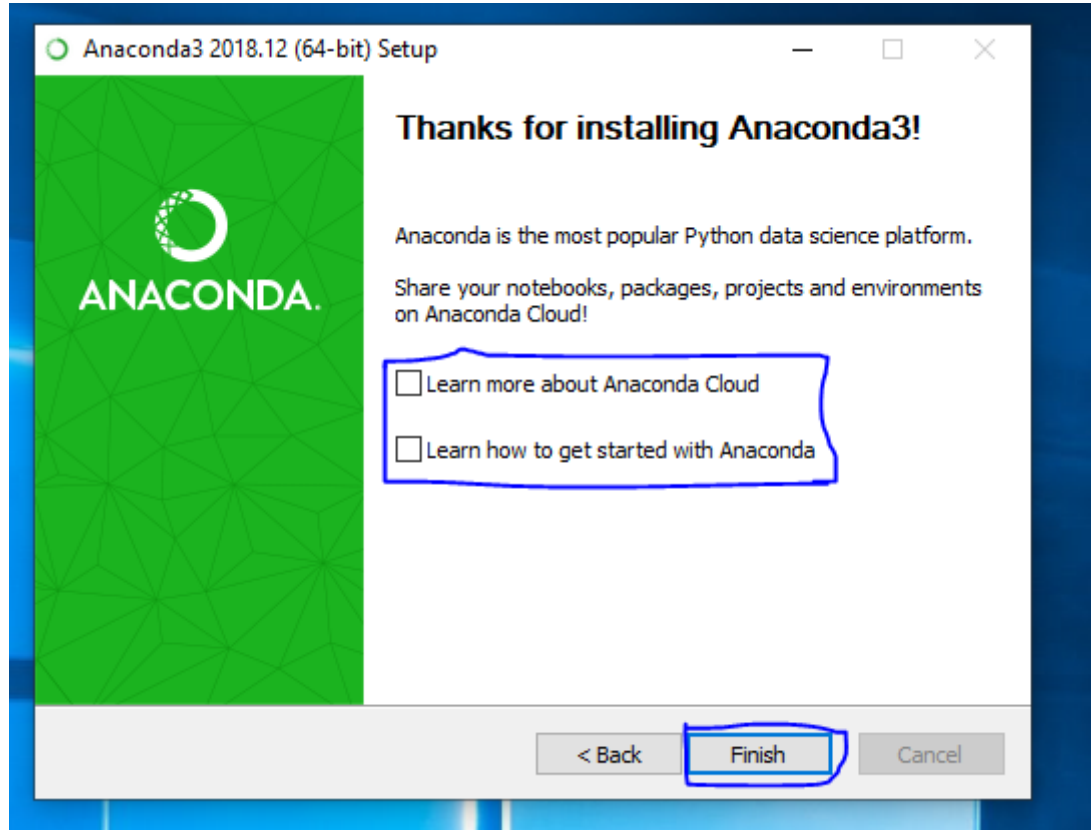 Anaconda3 2018.12 (64-bit) Setup
Thanks for installing Anaconda3!
ANACONDA.
Anaconda is the most popular Python data science platform.
Share your notebooks, packages, projects and environments
on Anaconda Cloud!
Learn more about Anaconda Cloud
Learn how to get started with Anaconda
< Back
Finish
Cancel